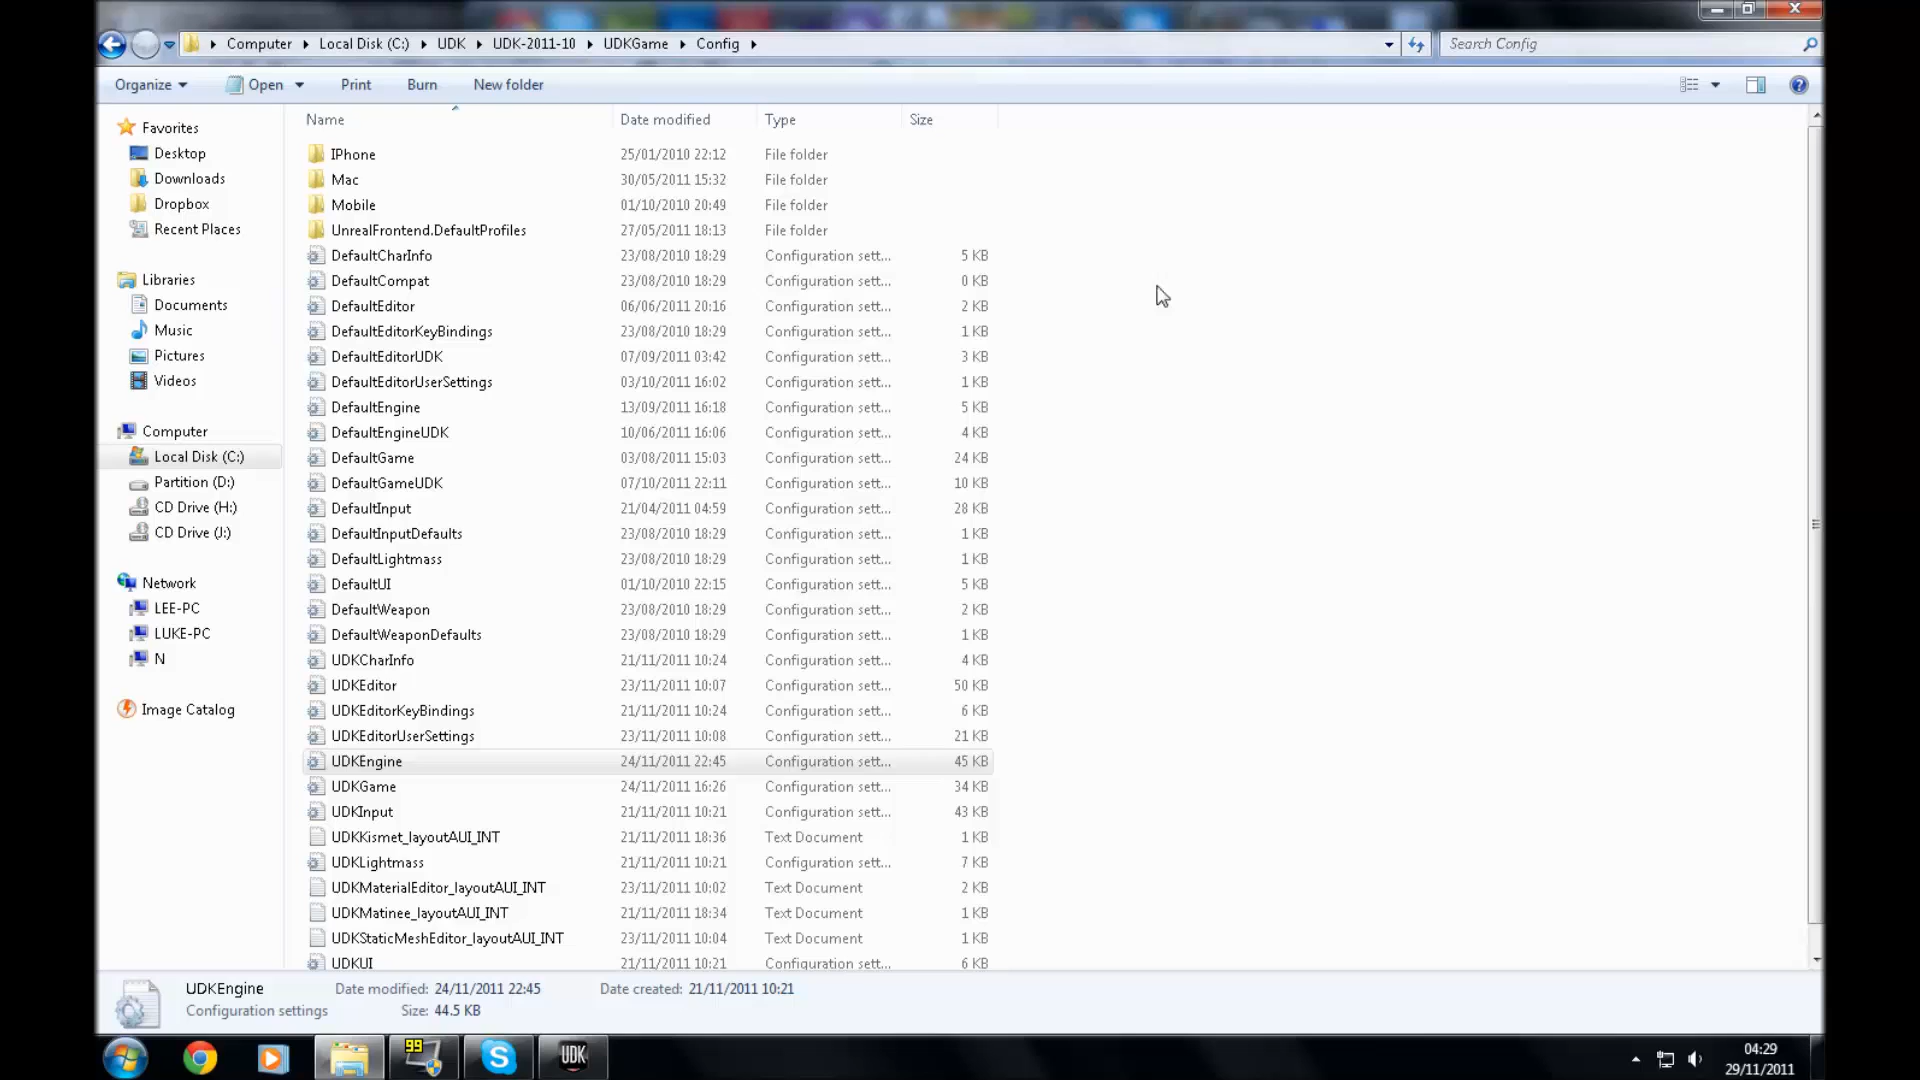 Computer Local Disk (C:) UDK UDK-2011-10 UDKGame Config
Search Config
Organize Open Print Burn New folder
Name Date modified Type Size
Favorites
Desktop
Downloads
Dropbox
Recent Places
Libraries
Documents
Music
Pictures
Videos
Computer
Local Disk (C:)
Partition (D:)
CD Drive (H:)
CD Drive (J:)
Network
LEE-PC
LUKE-PC
N
Image Catalog
IPhone 25/01/2010 22:12 File folder
Mac 30/05/2011 15:32 File folder
Mobile 01/10/2010 20:49 File folder
UnrealFrontend.DefaultProfiles 27/05/2011 18:13 File folder
DefaultCharInfo 23/08/2010 18:29 Configuration sett... 5 KB
DefaultCompat 23/08/2010 18:29 Configuration sett... 0 KB
DefaultEditor 06/06/2011 20:16 Configuration sett... 2 KB
DefaultEditorKeyBindings 23/08/2010 18:29 Configuration sett... 1 KB
DefaultEditorUDK 07/09/2011 03:42 Configuration sett... 3 KB
DefaultEditorUserSettings 03/10/2011 16:02 Configuration sett... 1 KB
DefaultEngine 13/09/2011 16:18 Configuration sett... 5 KB
DefaultEngineUDK 10/06/2011 16:06 Configuration sett... 4 KB
DefaultGame 03/08/2011 15:03 Configuration sett... 24 KB
DefaultGameUDK 07/10/2011 22:11 Configuration sett... 10 KB
DefaultInput 21/04/2011 04:59 Configuration sett... 28 KB
DefaultInputDefaults 23/08/2010 18:29 Configuration sett... 1 KB
DefaultLightmass 23/08/2010 18:29 Configuration sett... 1 KB
DefaultUI 01/10/2010 22:15 Configuration sett... 5 KB
DefaultWeapon 23/08/2010 18:29 Configuration sett... 2 KB
DefaultWeaponDefaults 23/08/2010 18:29 Configuration sett... 1 KB
UDKCharInfo 21/11/2011 10:24 Configuration sett... 4 KB
UDKEditor 23/11/2011 10:07 Configuration sett... 50 KB
UDKEditorKeyBindings 21/11/2011 10:24 Configuration sett... 6 KB
UDKEditorUserSettings 23/11/2011 10:08 Configuration sett... 21 KB
UDKEngine 24/11/2011 22:45 Configuration sett... 45 KB
UDKGame 24/11/2011 16:26 Configuration sett... 34 KB
UDKInput 21/11/2011 10:21 Configuration sett... 43 KB
UDKKismet_layoutAUI_INT 21/11/2011 18:36 Text Document 1 KB
UDKLightmass 21/11/2011 10:21 Configuration sett... 7 KB
UDKMaterialEditor_layoutAUI_INT 23/11/2011 10:02 Text Document 2 KB
UDKMatinee_layoutAUI_INT 21/11/2011 18:34 Text Document 1 KB
UDKStaticMeshEditor_layoutAUI_INT 23/11/2011 10:04 Text Document 1 KB
UDKUI 21/11/2011 10:21 Configuration sett... 6 KB
UDKEngine Date modified: 24/11/2011 22:45 Date created: 21/11/2011 10:21
Configuration settings Size: 44.5 KB
99
UDK
04:29
29/11/2011